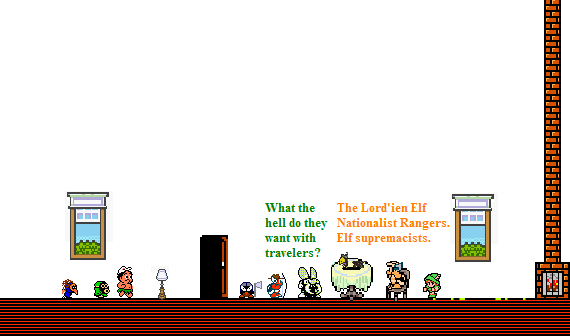 What the
hell do they
want with
travelers?
The Lord'ien Elf
Nationalist Rangers.
Elf supremacists.